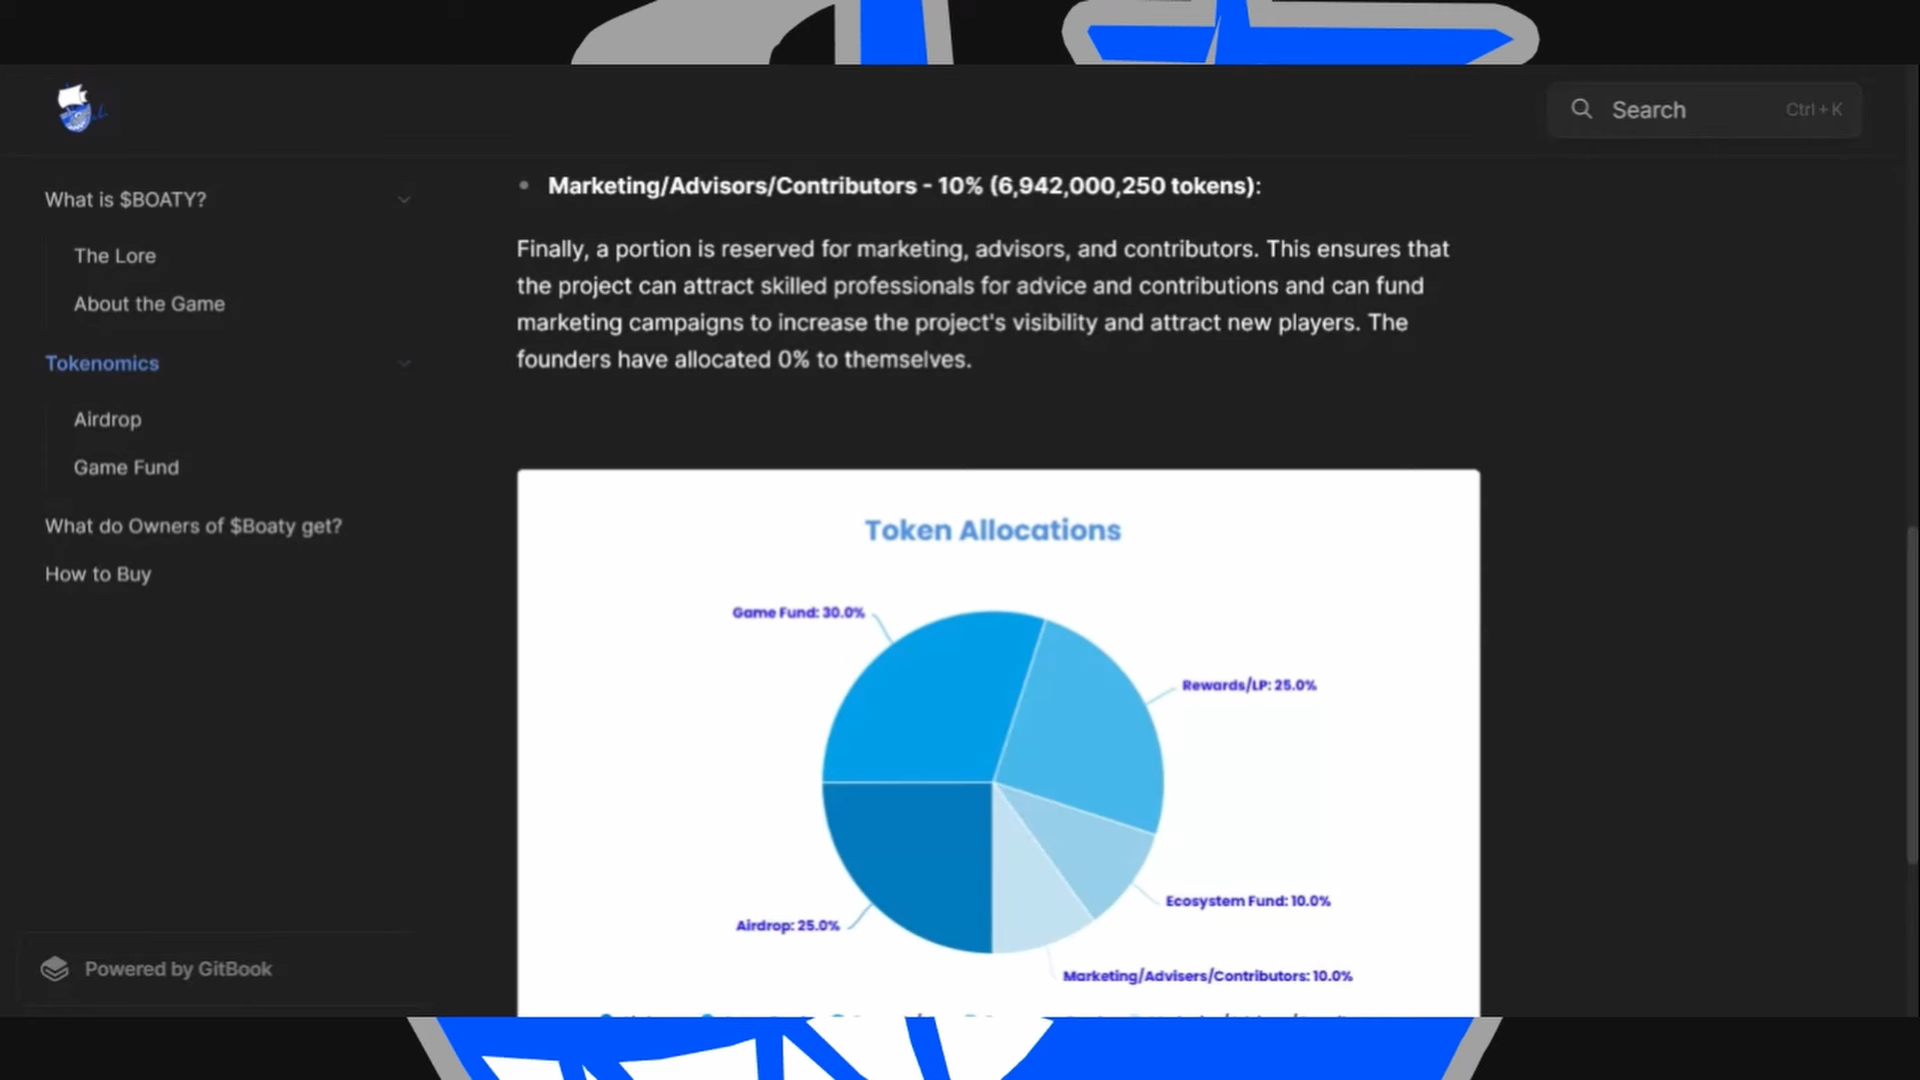 Search
Ctrl + K
What is $BOATY?
The Lore
About the Game
Tokenomics
Airdrop
Game Fund
What do Owners of $Boaty get?
How to Buy
Powered by GitBook
Marketing/Advisors/Contributors - 10% (6,942,000,250 tokens):
Finally, a portion is reserved for marketing, advisors, and contributors. This ensures that
the project can attract skilled professionals for advice and contributions and can fund
marketing campaigns to increase the project's visibility and attract new players. The
founders have allocated 0% to themselves.
Token Allocations
Game Fund: 30.0%
Rewards/LP: 25.0%
Ecosystem Fund: 10.0%
Airdrop: 25.0%
Marketing/Advisers/Contributors: 10.0%